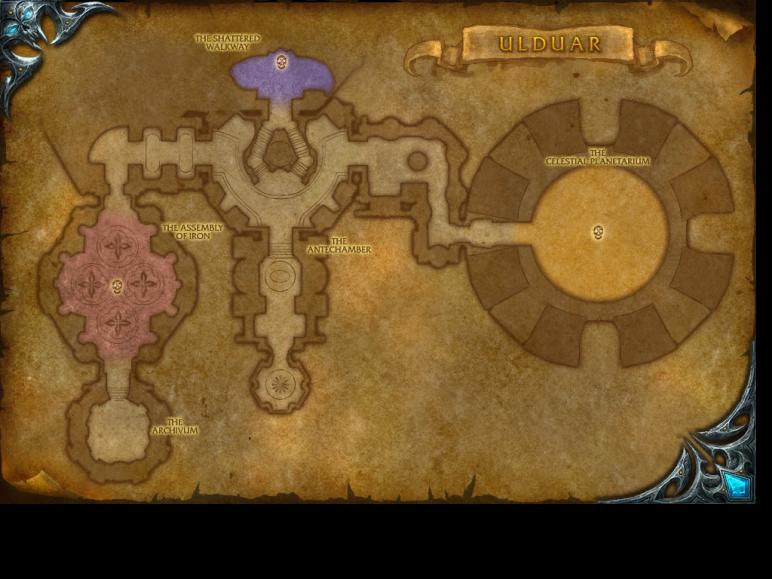 ULDUAR
THE SHATTERED
WALKWAY
THE
CELESTIAL PLANETARIUM
THE ASSEMBLY
OF IRON
THE
ANTECHAMBER
THE
ARCHIVUM